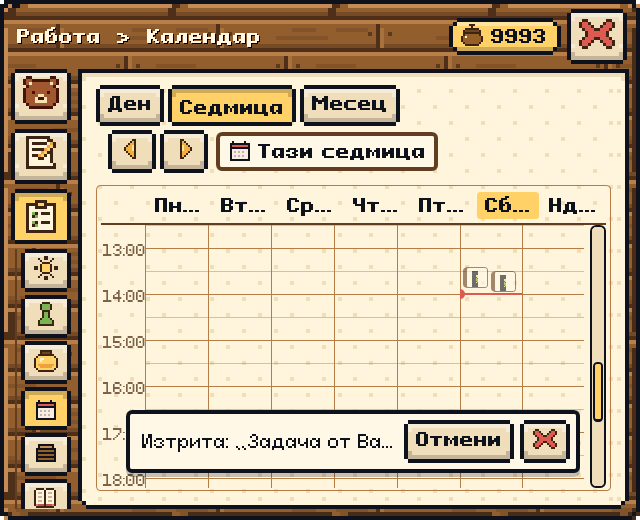 Работа > Календар
9993
Ден Седмица Месец
Тази седмица
Пн... Вт... Ср... Чт... Пт... Сб... Нд...
13:00
14:00
15:00
16:00
17:
Изтрита: „Задача от Ва... Отмени
18:00